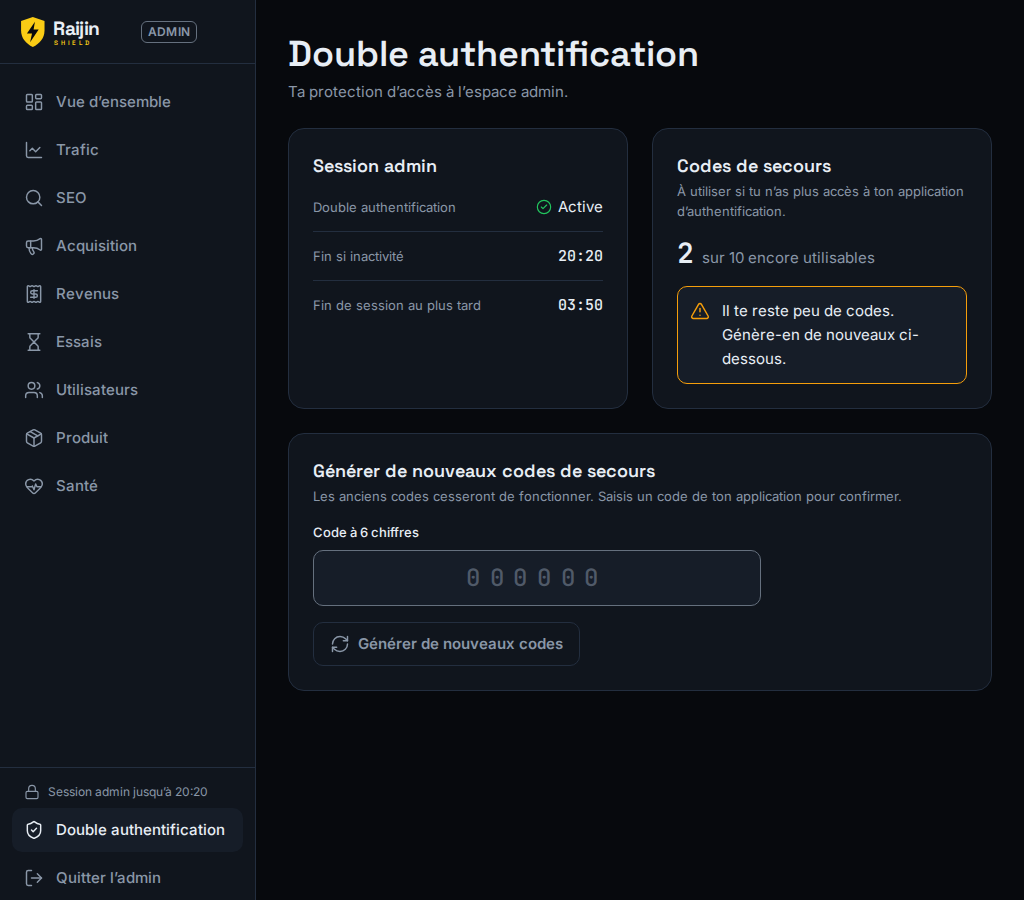 Raijin
SHIELD
ADMIN
Vue d’ensemble
Trafic
SEO
Acquisition
Revenus
Essais
Utilisateurs
Produit
Santé
Session admin jusqu’à 20:20
Double authentification
Quitter l’admin
Double authentification
Ta protection d’accès à l’espace admin.
Session admin
Double authentification Active
Fin si inactivité 20:20
Fin de session au plus tard 03:50
Codes de secours
À utiliser si tu n’as plus accès à ton application
d’authentification.
2 sur 10 encore utilisables
Il te reste peu de codes.
Génère-en de nouveaux ci-
dessous.
Générer de nouveaux codes de secours
Les anciens codes cesseront de fonctionner. Saisis un code de ton application pour confirmer.
Code à 6 chiffres
000000
Générer de nouveaux codes